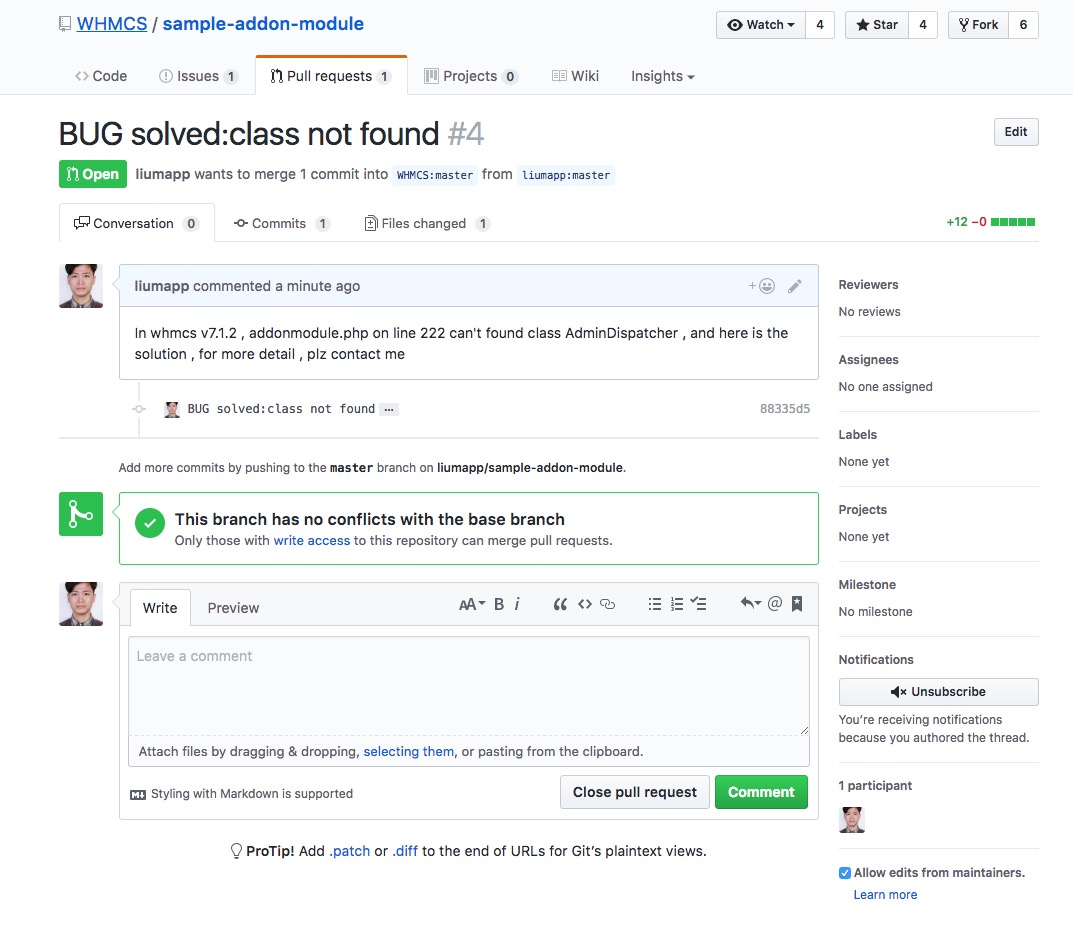 WHMCS / sample-addon-module
Watch 4 Star 4 Fork 6
Code Issues 1 Pull requests 1 Projects 0 Wiki Insights
BUG solved:class not found #4
Edit
Open liumapp wants to merge 1 commit into WHMCS:master from liumapp:master
Conversation 0 Commits 1 Files changed 1
+12 −0
liumapp commented a minute ago
In whmcs v7.1.2 , addonmodule.php on line 222 can't found class AdminDispatcher , and here is the
solution , for more detail , plz contact me
BUG solved:class not found … 88335d5
Add more commits by pushing to the master branch on liumapp/sample-addon-module.
This branch has no conflicts with the base branch
Only those with write access to this repository can merge pull requests.
Write Preview
AA B i “ <> @
Leave a comment
Attach files by dragging & dropping, selecting them, or pasting from the clipboard.
Styling with Markdown is supported
Close pull request Comment
ProTip! Add .patch or .diff to the end of URLs for Git’s plaintext views.
Reviewers
No reviews
Assignees
No one assigned
Labels
None yet
Projects
None yet
Milestone
No milestone
Notifications
Unsubscribe
You’re receiving notifications
because you authored the thread.
1 participant
Allow edits from maintainers.
Learn more